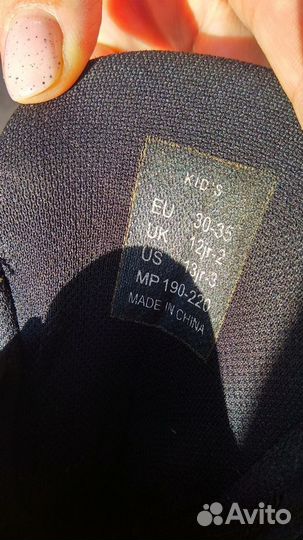 KID'S
EU 30-35
UK 12jr-2
US 13jr-3
MP 190-220
MADE IN CHINA
Avito